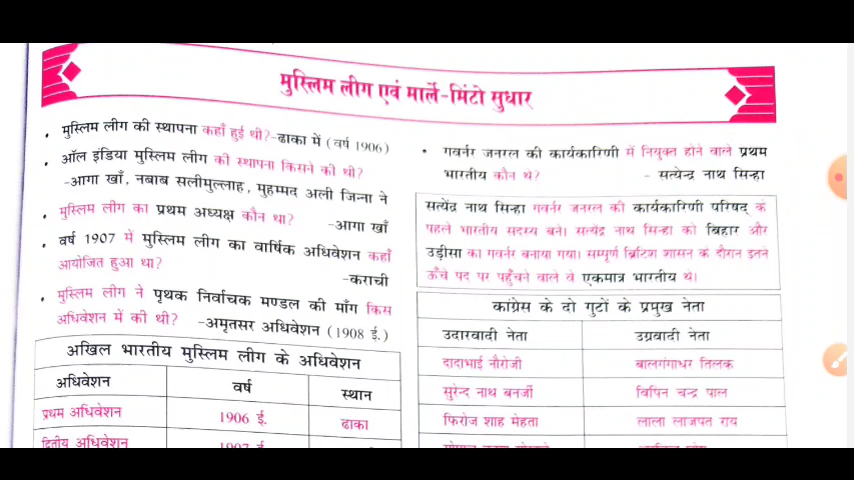 मुस्लिम लीग एवं मार्ले-मिंटो सुधार
• मुस्लिम लीग की स्थापना कहाँ हुई थी?-ढाका में (वर्ष 1906)
• ऑल इंडिया मुस्लिम लीग की स्थापना किसने की थी?
-आगा खाँ, नबाब सलीमुल्लाह, मुहम्मद अली जिन्ना ने
• मुस्लिम लीग का प्रथम अध्यक्ष कौन था? -आगा खाँ
• वर्ष 1907 में मुस्लिम लीग का वार्षिक अधिवेशन कहाँ
आयोजित हुआ था? -कराची
• मुस्लिम लीग ने पृथक निर्वाचक मण्डल की माँग किस
अधिवेशन में की थी? -अमृतसर अधिवेशन (1908 ई.)
अखिल भारतीय मुस्लिम लीग के अधिवेशन
अधिवेशन वर्ष स्थान
प्रथम अधिवेशन 1906 ई. ढाका
द्वितीय अधिवेशन 1907 ई.
• गवर्नर जनरल की कार्यकारिणी में नियुक्त होने वाले प्रथम
भारतीय कौन थे? - सत्येन्द्र नाथ सिन्हा
सत्येंद्र नाथ सिन्हा गवर्नर जनरल की कार्यकारिणी परिषद् के
पहले भारतीय सदस्य बने। सत्येंद्र नाथ सिन्हा को बिहार और
उड़ीसा का गवर्नर बनाया गया। सम्पूर्ण ब्रिटिश शासन के दौरान इतने
ऊँचे पद पर पहुँचने वाले वे एकमात्र भारतीय थे।
कांग्रेस के दो गुटों के प्रमुख नेता
उदारवादी नेता उग्रवादी नेता
दादाभाई नौरोजी बालगंगाधर तिलक
सुरेन्द नाथ बनर्जी विपिन चन्द्र पाल
फिरोज शाह मेहता लाला लाजपत राय